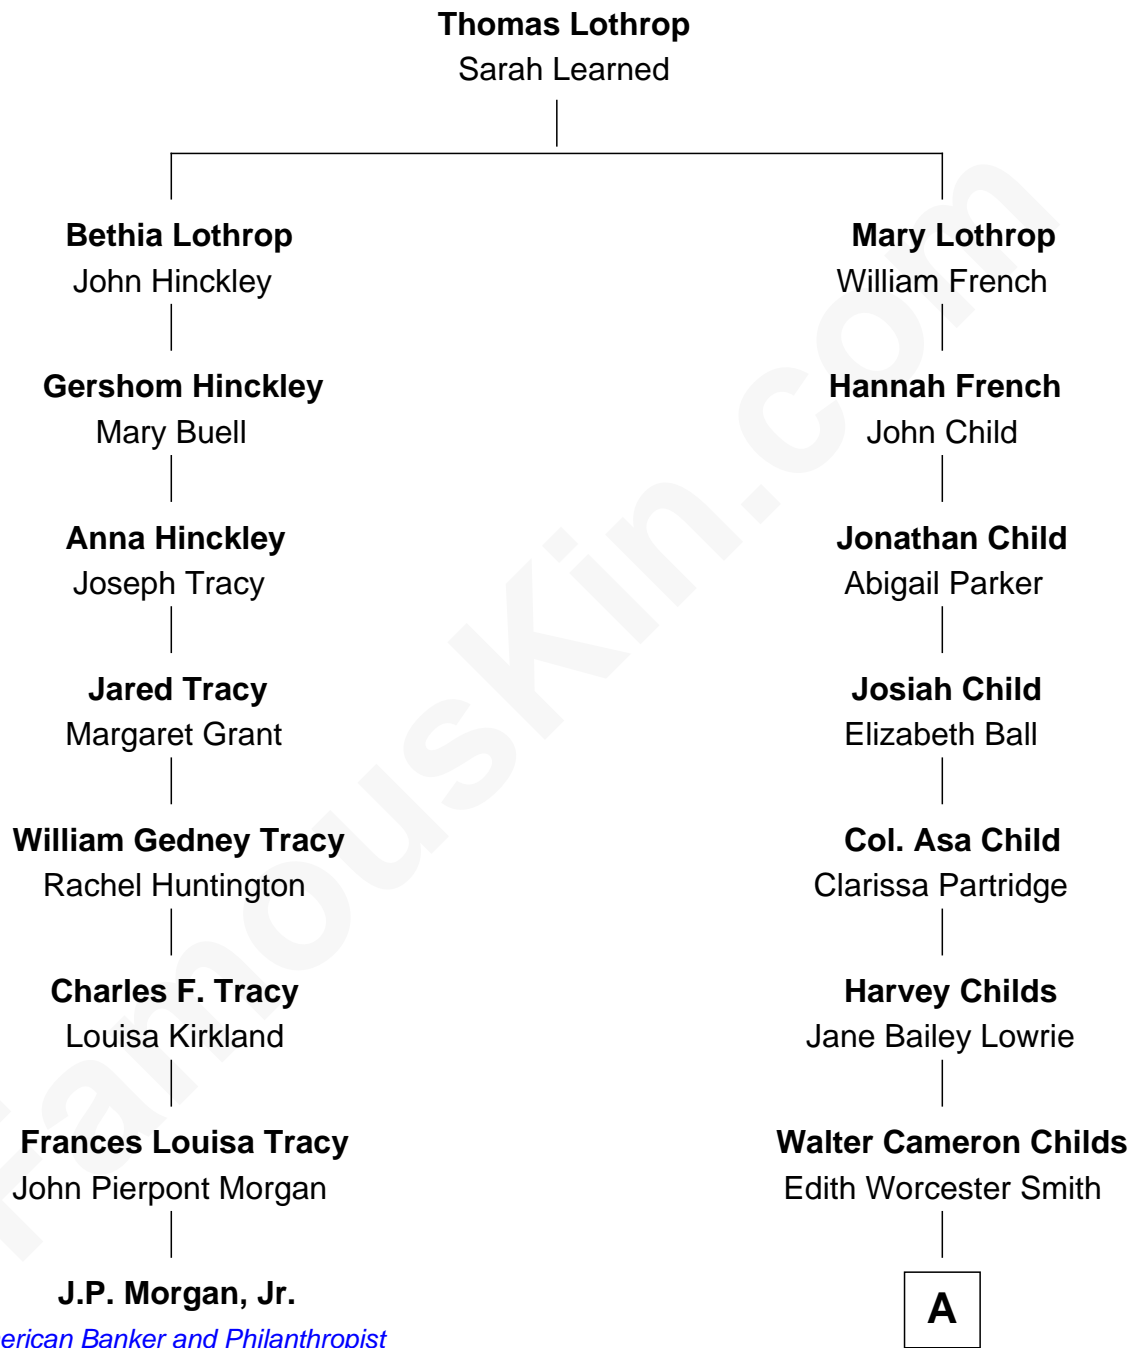 Thomas Lothrop
Sarah Learned
Bethia Lothrop
John Hinckley
Mary Lothrop
William French
Gershom Hinckley
Mary Buell
Hannah French
John Child
Anna Hinckley
Joseph Tracy
Jonathan Child
Abigail Parker
Jared Tracy
Margaret Grant
Josiah Child
Elizabeth Ball
William Gedney Tracy
Rachel Huntington
Col. Asa Child
Clarissa Partridge
Charles F. Tracy
Louisa Kirkland
Harvey Childs
Jane Bailey Lowrie
Frances Louisa Tracy
John Pierpont Morgan
Walter Cameron Childs
Edith Worcester Smith
J.P. Morgan, Jr.
erican Banker and Philanthropist
A
FamousKin.com